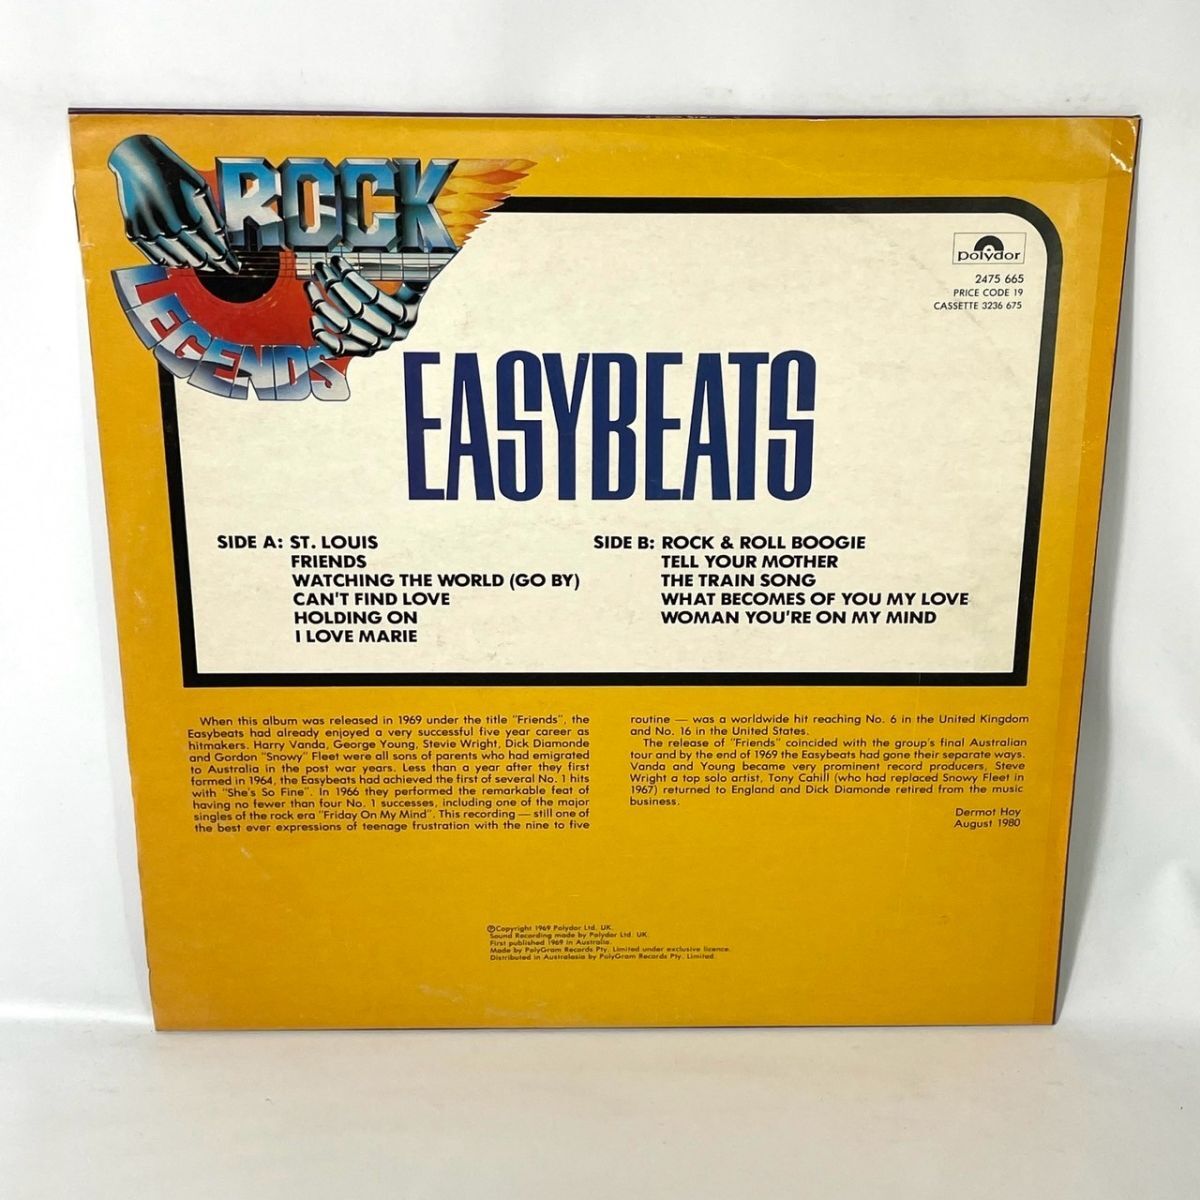 ROCK
LEGENDS
polydor
2475 665
PRICE CODE 19
CASSETTE 3236 675
EASYBEATS
SIDE A: ST. LOUIS
FRIENDS
WATCHING THE WORLD (GO BY)
CAN'T FIND LOVE
HOLDING ON
I LOVE MARIE
SIDE B: ROCK & ROLL BOOGIE
TELL YOUR MOTHER
THE TRAIN SONG
WHAT BECOMES OF YOU MY LOVE
WOMAN YOU'RE ON MY MIND
When this album was released in 1969 under the title "Friends", the
Easybeats had already enjoyed a very successful five year career as
hitmakers. Harry Vanda, George Young, Stevie Wright, Dick Diamonde
and Gordon "Snowy" Fleet were all sons of parents who had emigrated
to Australia in the post war years. Less than a year after they first
formed in 1964, the Easybeats had achieved the first of several No. 1 hits
with "She's So Fine". In 1966 they performed the remarkable feat of
having no fewer than four No. 1 successes, including one of the major
singles of the rock era "Friday On My Mind". This recording — still one of
the best ever expressions of teenage frustration with the nine to five
routine — was a worldwide hit reaching No. 6 in the United Kingdom
and No. 16 in the United States.
The release of "Friends" coincided with the group's final Australian
tour and by the end of 1969 the Easybeats had gone their separate ways.
Vanda and Young became very prominent record producers, Steve
Wright a top solo artist, Tony Cahill (who had replaced Snowy Fleet in
1967) returned to England and Dick Diamonde retired from the music
business.
Dermot Hoy
August 1980
℗Copyright 1969 Polydor Ltd. UK.
Sound Recording made by Polydor Ltd. UK.
First published 1969 in Australia.
Made by PolyGram Records Pty. Limited under exclusive licence.
Distributed in Australasia by PolyGram Records Pty. Limited.